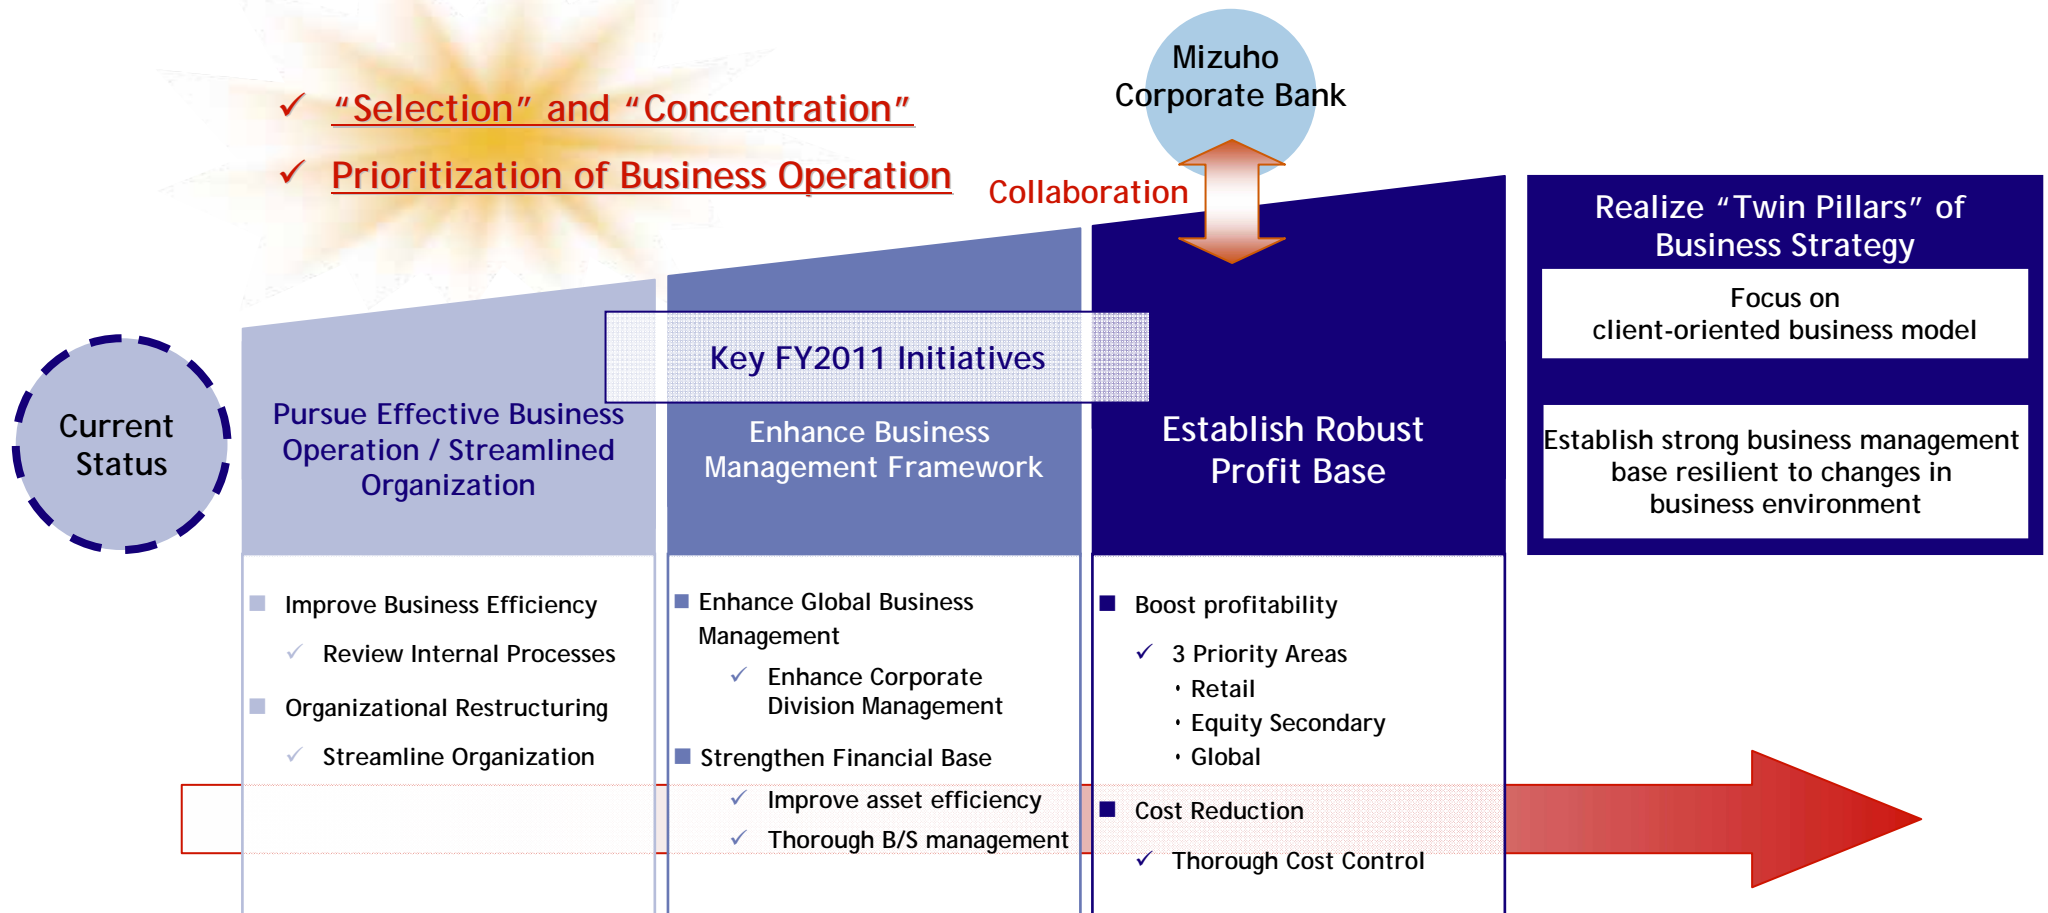 ✓ “Selection” and “Concentration”
✓ Prioritization of Business Operation
Mizuho
Corporate Bank
Collaboration
Current
Status
Key FY2011 Initiatives
Pursue Effective Business
Operation / Streamlined
Organization
■ Improve Business Efficiency
✓ Review Internal Processes
■ Organizational Restructuring
✓ Streamline Organization
Enhance Business
Management Framework
■ Enhance Global Business
Management
✓ Enhance Corporate
Division Management
■ Strengthen Financial Base
✓ Improve asset efficiency
✓ Thorough B/S management
Establish Robust
Profit Base
■ Boost profitability
✓ 3 Priority Areas
・Retail
・Equity Secondary
・Global
■ Cost Reduction
✓ Thorough Cost Control
Realize “Twin Pillars” of
Business Strategy
Focus on
client-oriented business model
Establish strong business management
base resilient to changes in
business environment